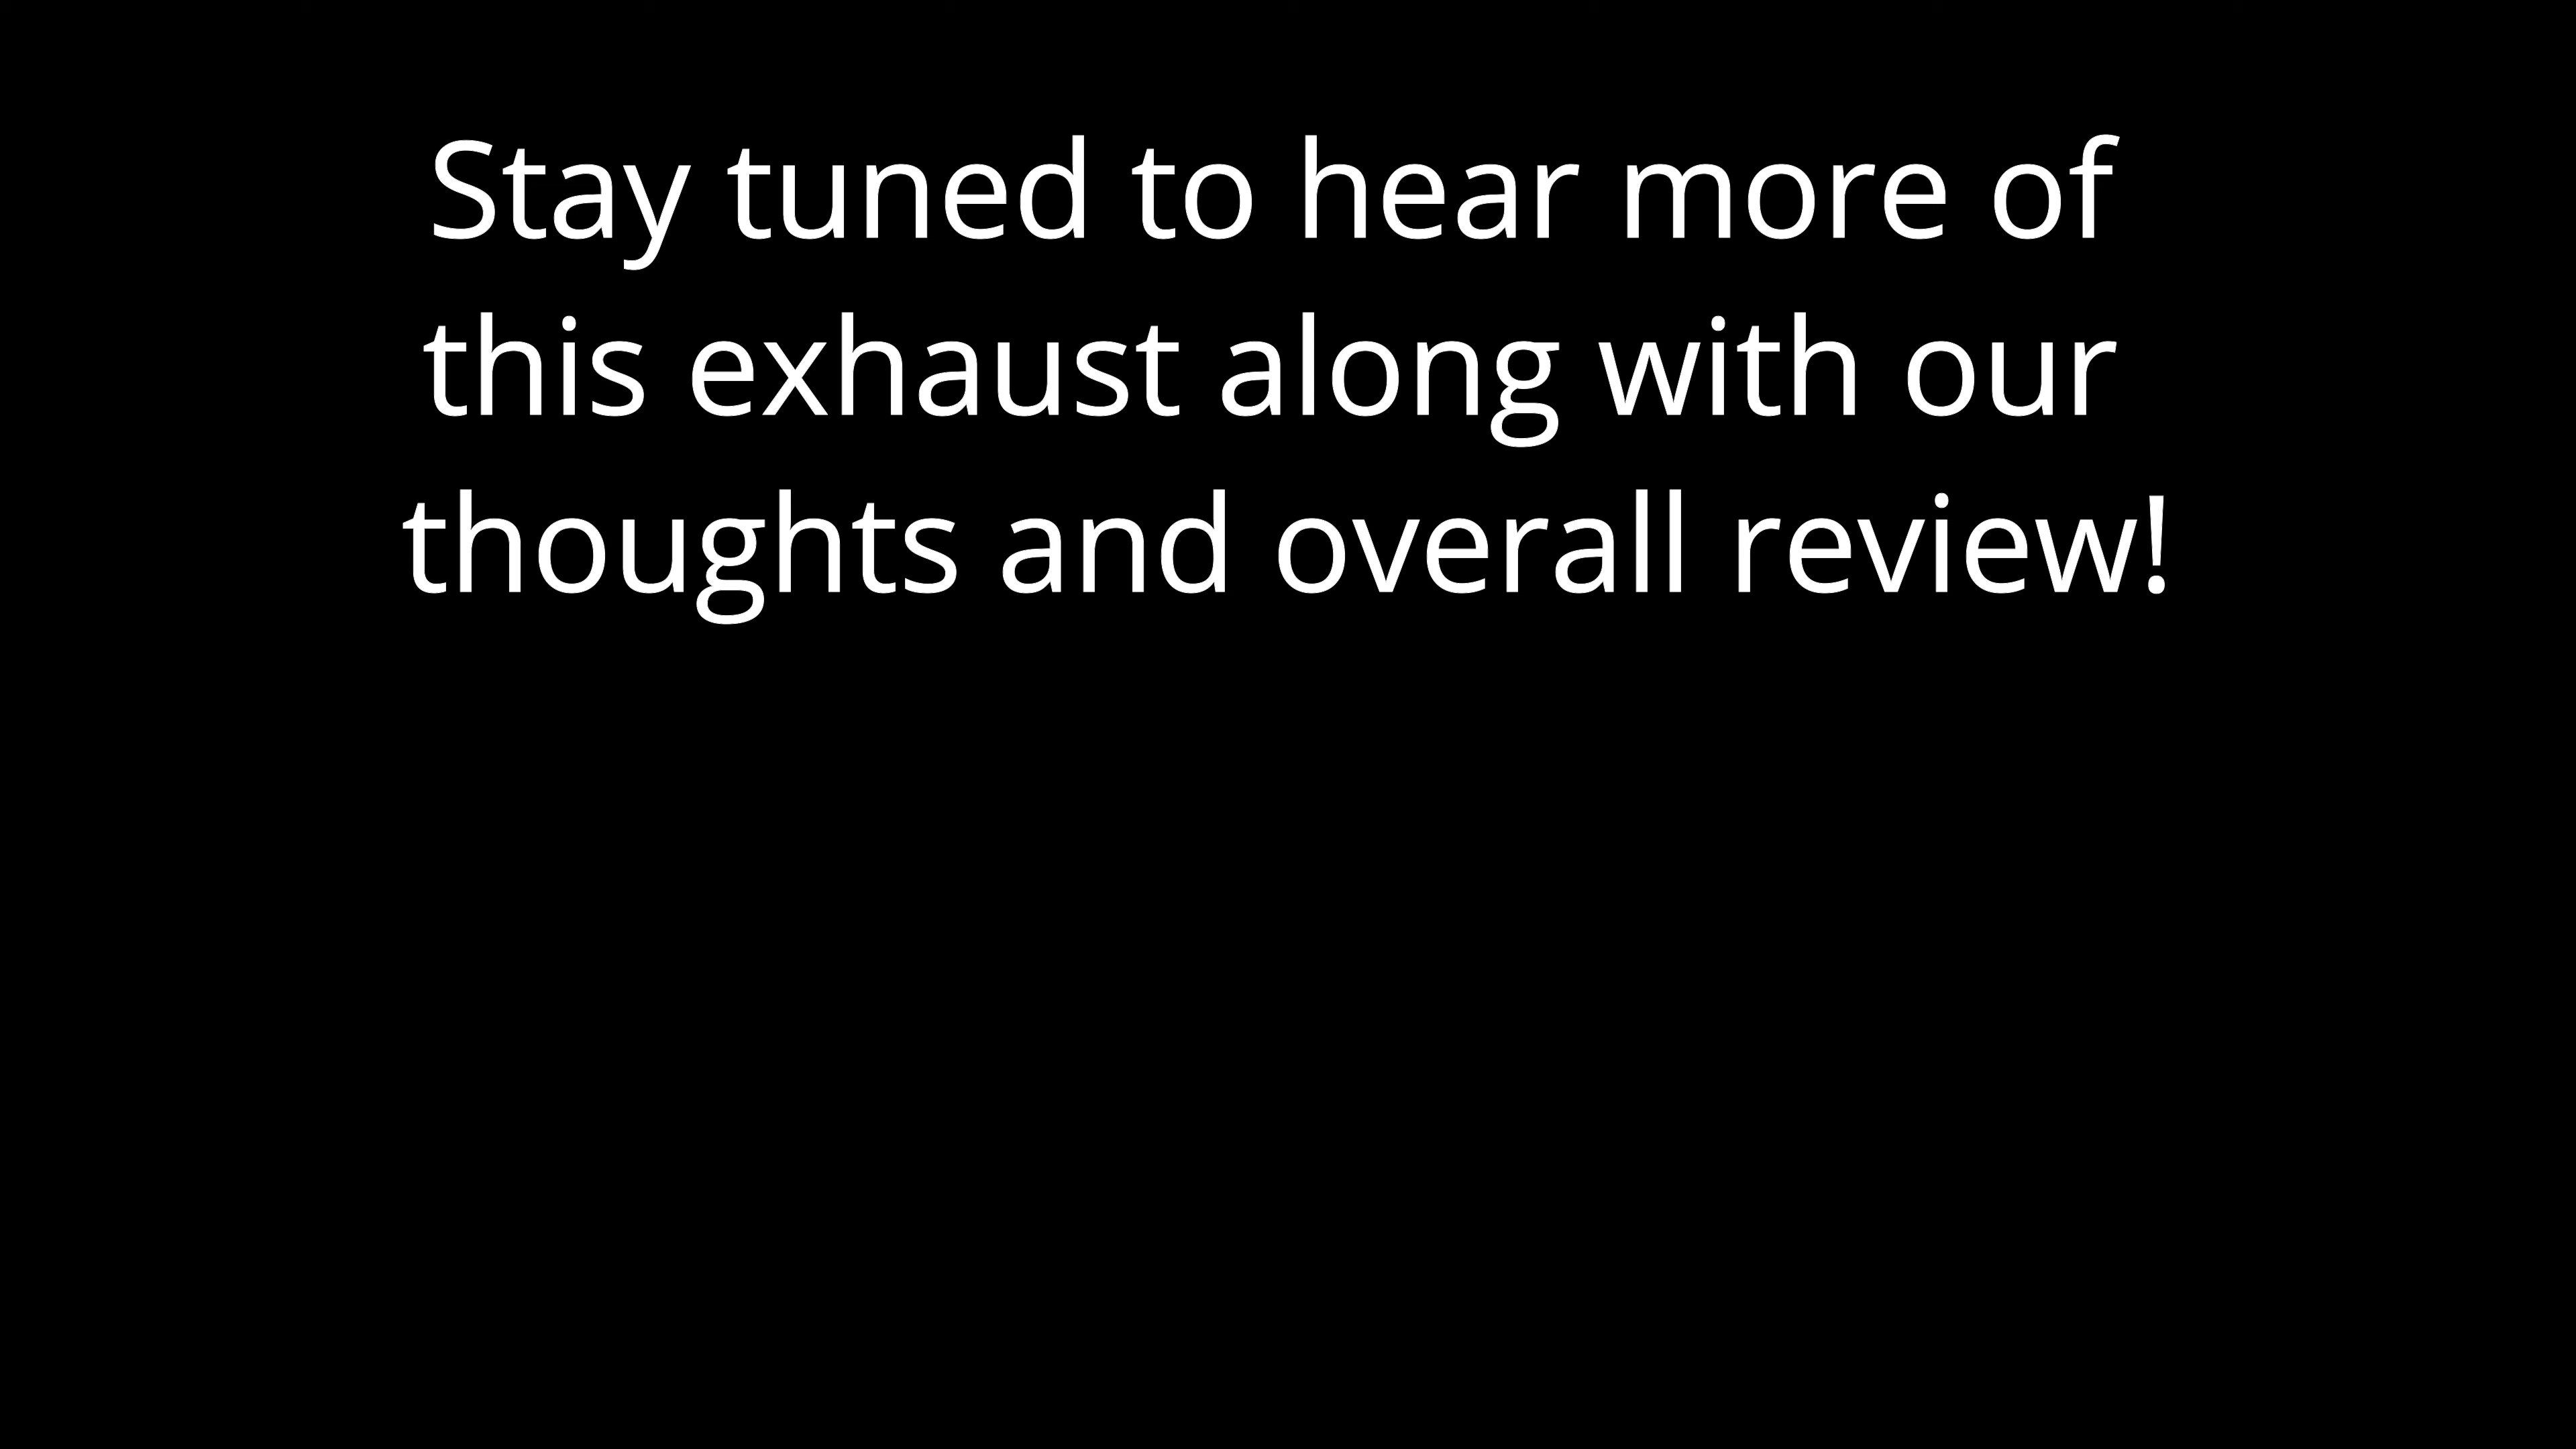 Stay tuned to hear more of
this exhaust along with our
thoughts and overall review!